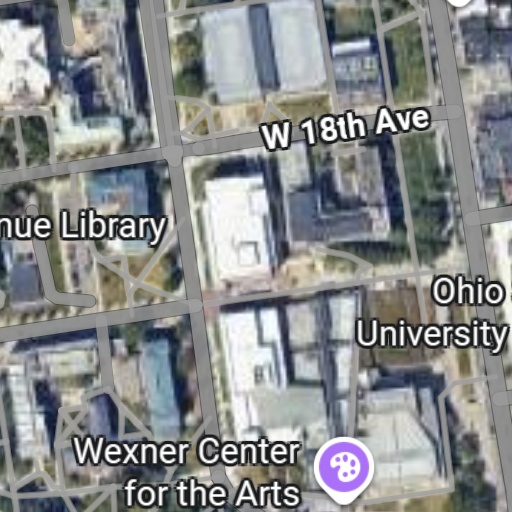 W 18th Ave
nue Library
Ohio
University
Wexner Center
for the Arts